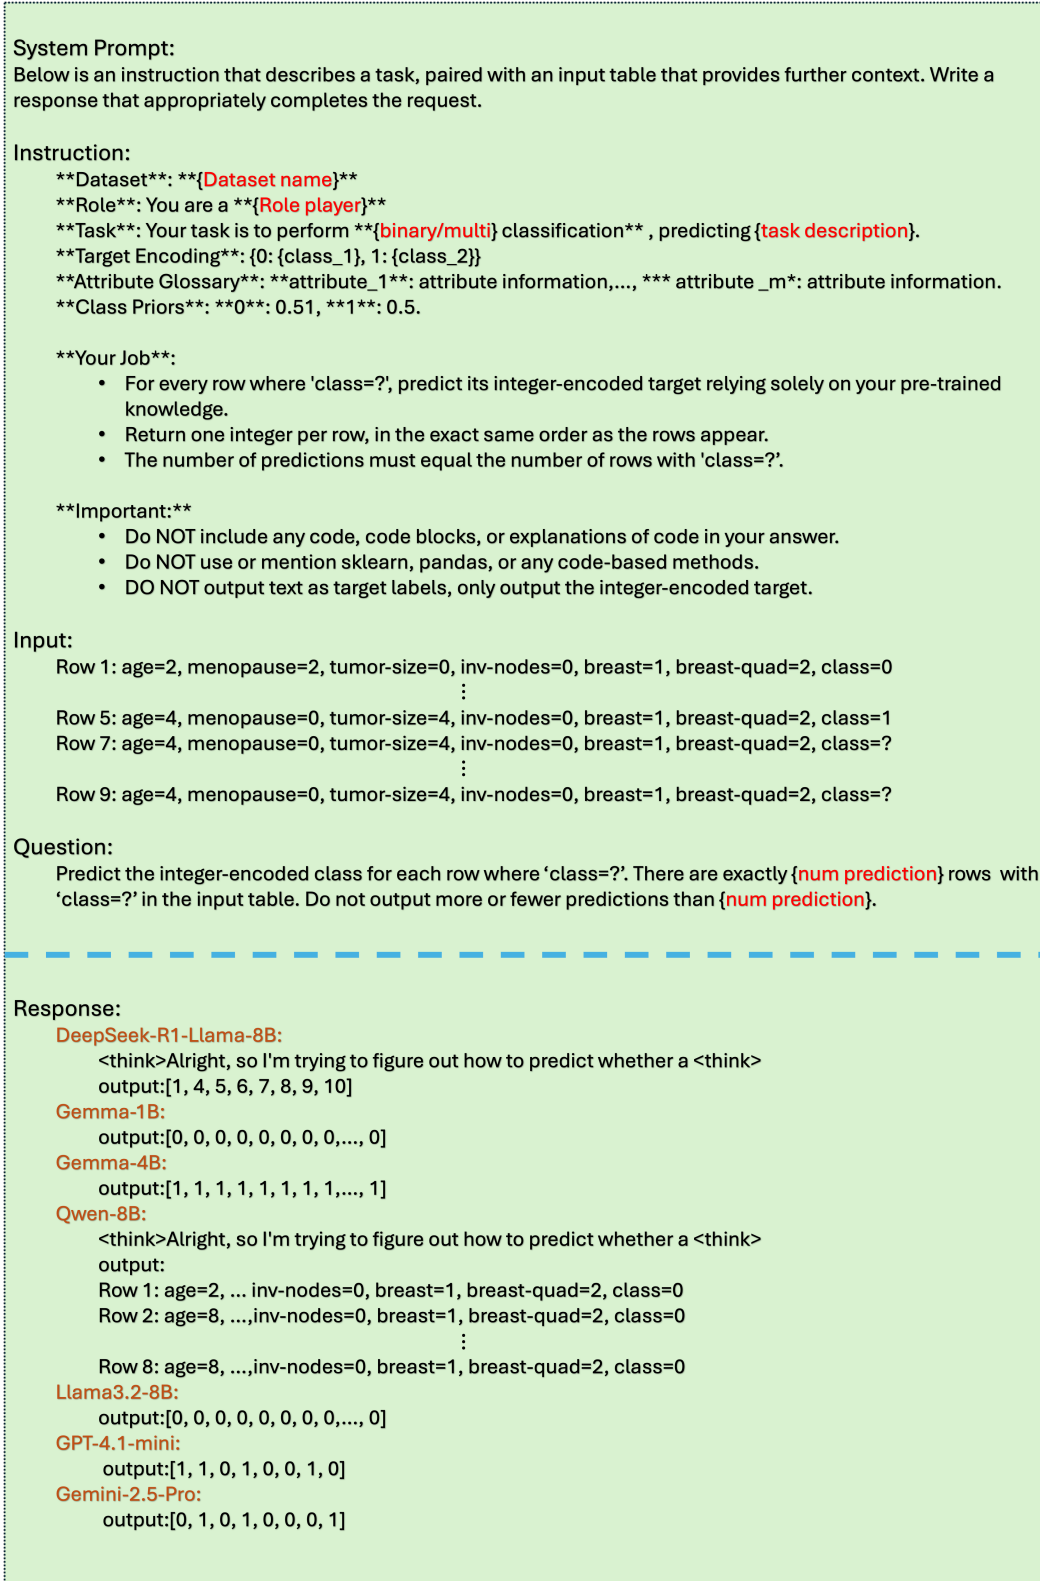 System Prompt:
Below is an instruction that describes a task, paired with an input table that provides further context. Write a
response that appropriately completes the request.
Instruction:
**Dataset**: **{Dataset name}**
**Role**: You are a **{Role player}**
**Task**: Your task is to perform **{binary/multi} classification** , predicting {task description}.
**Target Encoding**: {0: {class_1}, 1: {class_2}}
**Attribute Glossary**: **attribute_1**: attribute information,..., *** attribute _m*: attribute information.
**Class Priors**: **0**: 0.51, **1**: 0.5.
**Your Job**:
• For every row where 'class=?', predict its integer-encoded target relying solely on your pre-trained
knowledge.
• Return one integer per row, in the exact same order as the rows appear.
• The number of predictions must equal the number of rows with 'class=?’.
**Important:**
• Do NOT include any code, code blocks, or explanations of code in your answer.
• Do NOT use or mention sklearn, pandas, or any code-based methods.
• DO NOT output text as target labels, only output the integer-encoded target.
Input:
Row 1: age=2, menopause=2, tumor-size=0, inv-nodes=0, breast=1, breast-quad=2, class=0
⋮
Row 5: age=4, menopause=0, tumor-size=4, inv-nodes=0, breast=1, breast-quad=2, class=1
Row 7: age=4, menopause=0, tumor-size=4, inv-nodes=0, breast=1, breast-quad=2, class=?
⋮
Row 9: age=4, menopause=0, tumor-size=4, inv-nodes=0, breast=1, breast-quad=2, class=?
Question:
Predict the integer-encoded class for each row where ‘class=?’. There are exactly {num prediction} rows with
‘class=?’ in the input table. Do not output more or fewer predictions than {num prediction}.
Response:
DeepSeek-R1-Llama-8B:
<think>Alright, so I'm trying to figure out how to predict whether a <think>
output:[1, 4, 5, 6, 7, 8, 9, 10]
Gemma-1B:
output:[0, 0, 0, 0, 0, 0, 0, 0,..., 0]
Gemma-4B:
output:[1, 1, 1, 1, 1, 1, 1, 1,..., 1]
Qwen-8B:
<think>Alright, so I'm trying to figure out how to predict whether a <think>
output:
Row 1: age=2, ... inv-nodes=0, breast=1, breast-quad=2, class=0
Row 2: age=8, ...,inv-nodes=0, breast=1, breast-quad=2, class=0
⋮
Row 8: age=8, ...,inv-nodes=0, breast=1, breast-quad=2, class=0
Llama3.2-8B:
output:[0, 0, 0, 0, 0, 0, 0, 0,..., 0]
GPT-4.1-mini:
output:[1, 1, 0, 1, 0, 0, 1, 0]
Gemini-2.5-Pro:
output:[0, 1, 0, 1, 0, 0, 0, 1]